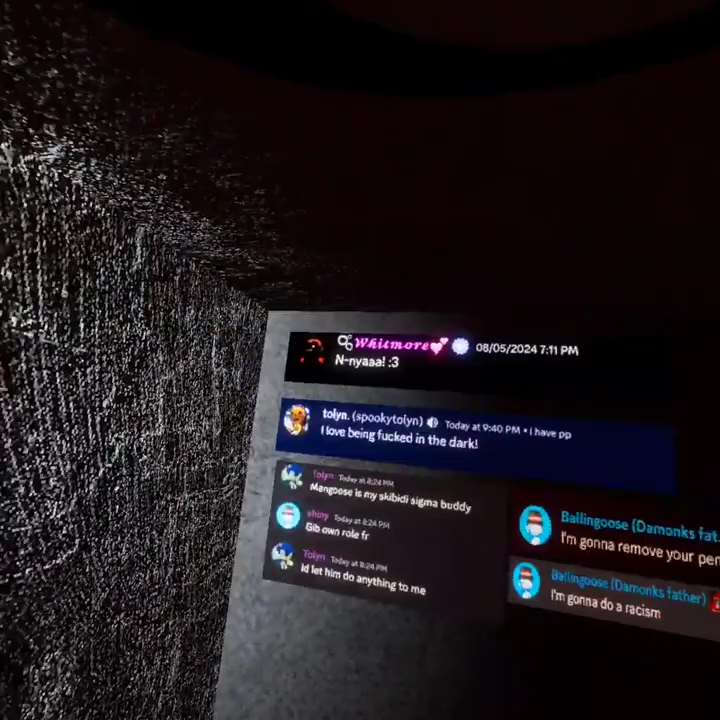 Whitmore💕 08/05/2024 7:11 PM
N-nyaaa! :3
tolyn. (spookytolyn) Today at 9:40 PM • I have pp
I love being fucked in the dark!
Tolyn Today at 8:24 PM
Mangoose is my skibidi sigma buddy
shiny Today at 8:24 PM
Gib own role fr
Tolyn Today at 8:24 PM
Id let him do anything to me
Ballingoose (Damonks fat..
I'm gonna remove your pen
Ballingoose (Damonks father)
I'm gonna do a racism